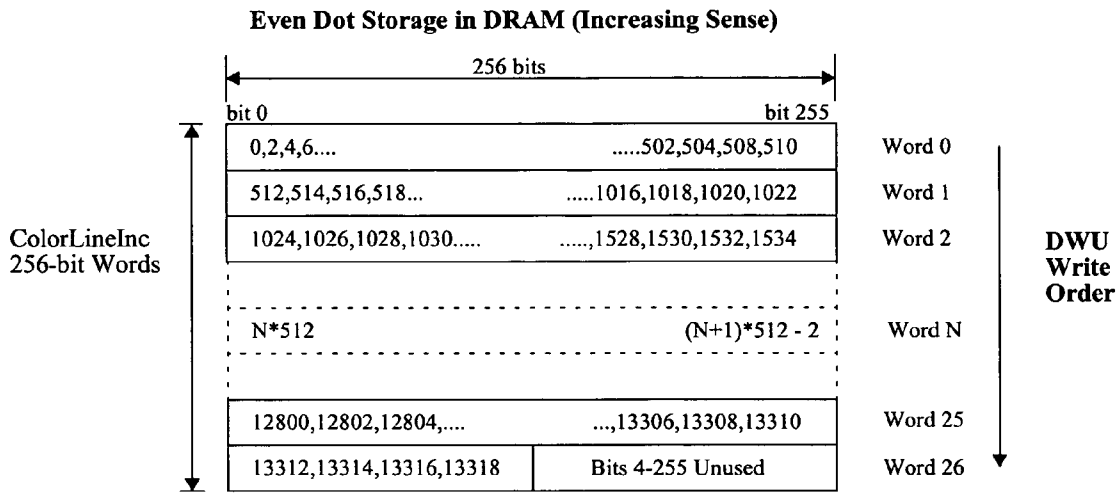 Even Dot Storage in DRAM (Increasing Sense)
256 bits
bit 0 bit 255
0,2,4,6.... .....502,504,508,510 Word 0
512,514,516,518... .....1016,1018,1020,1022 Word 1
1024,1026,1028,1030..... .....,1528,1530,1532,1534 Word 2
ColorLineInc
256-bit Words
DWU
Write
Order
N*512 (N+1)*512 - 2 Word N
12800,12802,12804,.... ...,13306,13308,13310 Word 25
13312,13314,13316,13318 Bits 4-255 Unused Word 26